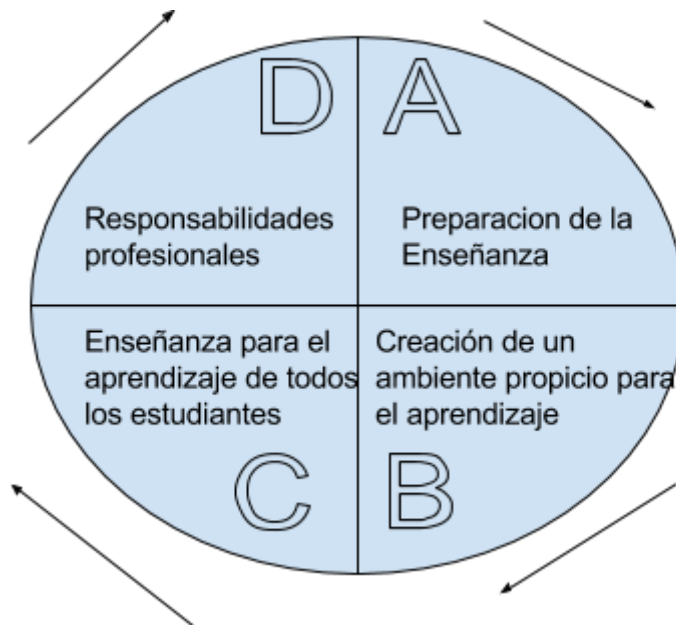 D
A
Responsabilidades
profesionales
Preparacion de la
Enseñanza
Enseñanza para el
aprendizaje de todos
los estudiantes
Creación de un
ambiente propicio para
el aprendizaje
C
B